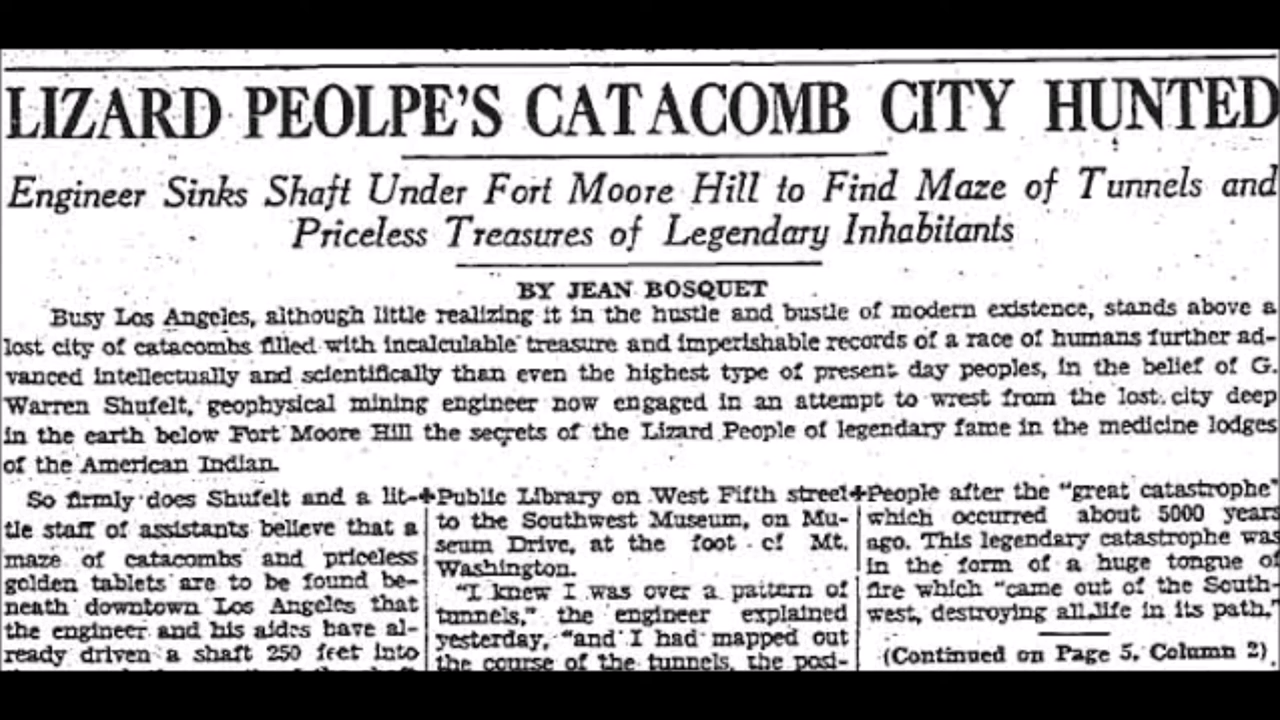 LIZARD PEOLPE'S CATACOMB CITY HUNTED
Engineer Sinks Shaft Under Fort Moore Hill to Find Maze of Tunnels and
Priceless Treasures of Legendary Inhabitants
BY JEAN BOSQUET
Busy Los Angeles, although little realizing it in the hustle and bustle of modern existence, stands above a
lost city of catacombs filled with incalculable treasure and imperishable records of a race of humans further ad-
vanced intellectually and scientifically than even the highest type of present day peoples, in the belief of G.
Warren Shufelt, geophysical mining engineer now engaged in an attempt to wrest from the lost city deep
in the earth below Fort Moore Hill the secrets of the Lizard People of legendary fame in the medicine lodges
of the American Indian.
So firmly does Shufelt and a lit-
tle staff of assistants believe that a
maze of catacombs and priceless
golden tablets are to be found be-
neath downtown Los Angeles that
the engineer and his aides have al-
ready driven a shaft 250 feet into
Public Library on West Fifth street
to the Southwest Museum, on Mu-
seum Drive, at the foot of Mt.
Washington.
"I knew I was over a pattern of
tunnels," the engineer explained
yesterday, "and I had mapped out
the course of the tunnels, the posi-
People after the "great catastrophe"
which occurred about 5000 years
ago. This legendary catastrophe was
in the form of a huge tongue of
fire which "came out of the South-
west, destroying all life in its path,"
(Continued on Page 5, Column 2)